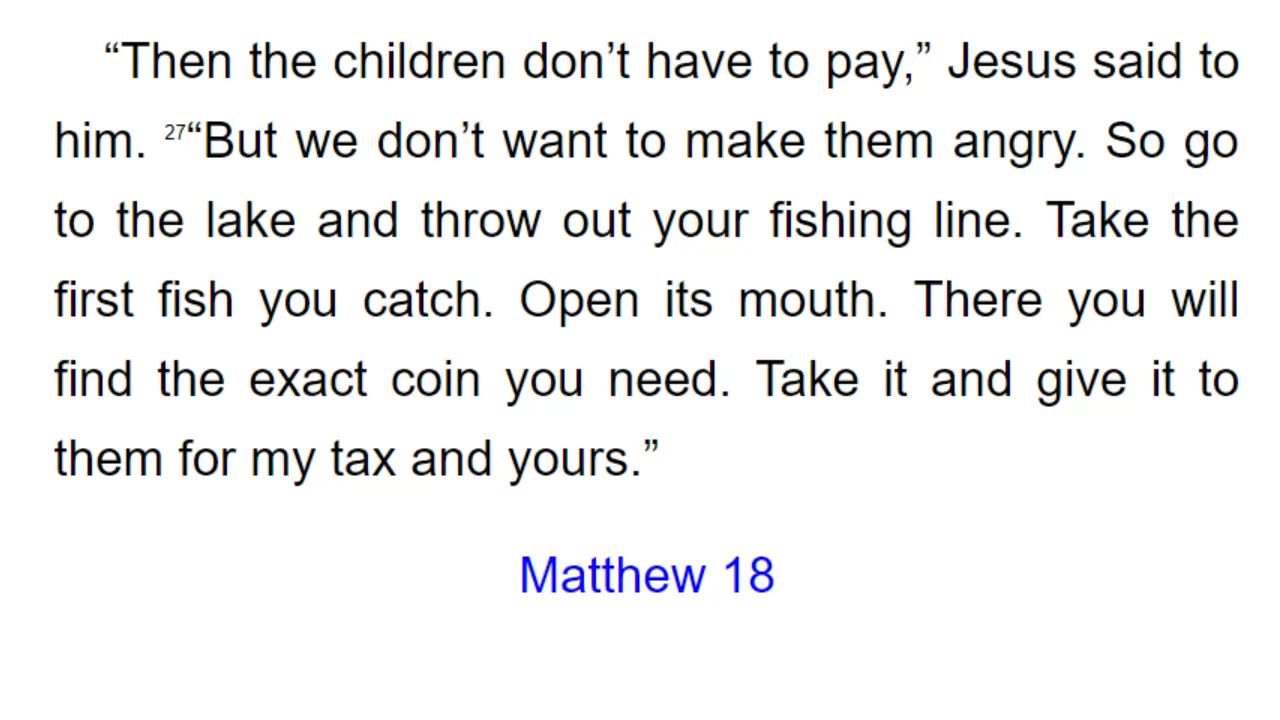 “Then the children don’t have to pay,” Jesus said to
him. 27“But we don’t want to make them angry. So go
to the lake and throw out your fishing line. Take the
first fish you catch. Open its mouth. There you will
find the exact coin you need. Take it and give it to
them for my tax and yours.”
Matthew 18